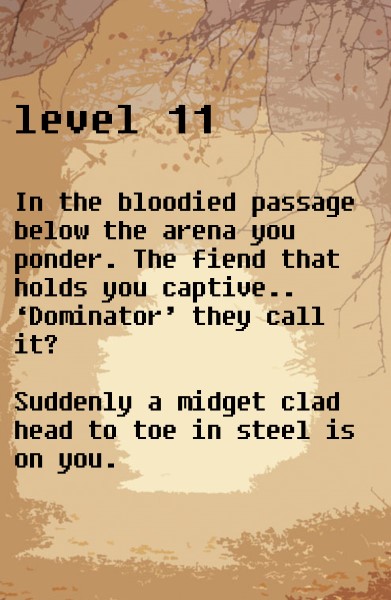 level 11
In the bloodied passage
below the arena you
ponder. The fiend that
holds you captive..
‘Dominator’ they call
it?
Suddenly a midget clad
head to toe in steel is
on you.